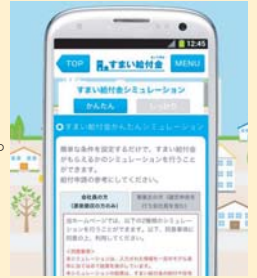 12:45
TOP
すまい給付金
MENU
すまい給付金シミュレーション
かんたん
しっかり
すまい給付金かんたんシミュレーション
簡単な条件を設定するだけで、すまい給付金
がもらえるかのシミュレーションを行うこと
ができます。
給付申請の参考にしてください。
会社員の方
当ホームページでは、以下の2種類のシミュレー
ションを行うことができます。以下、同意事項に
同意の上、利用してください。